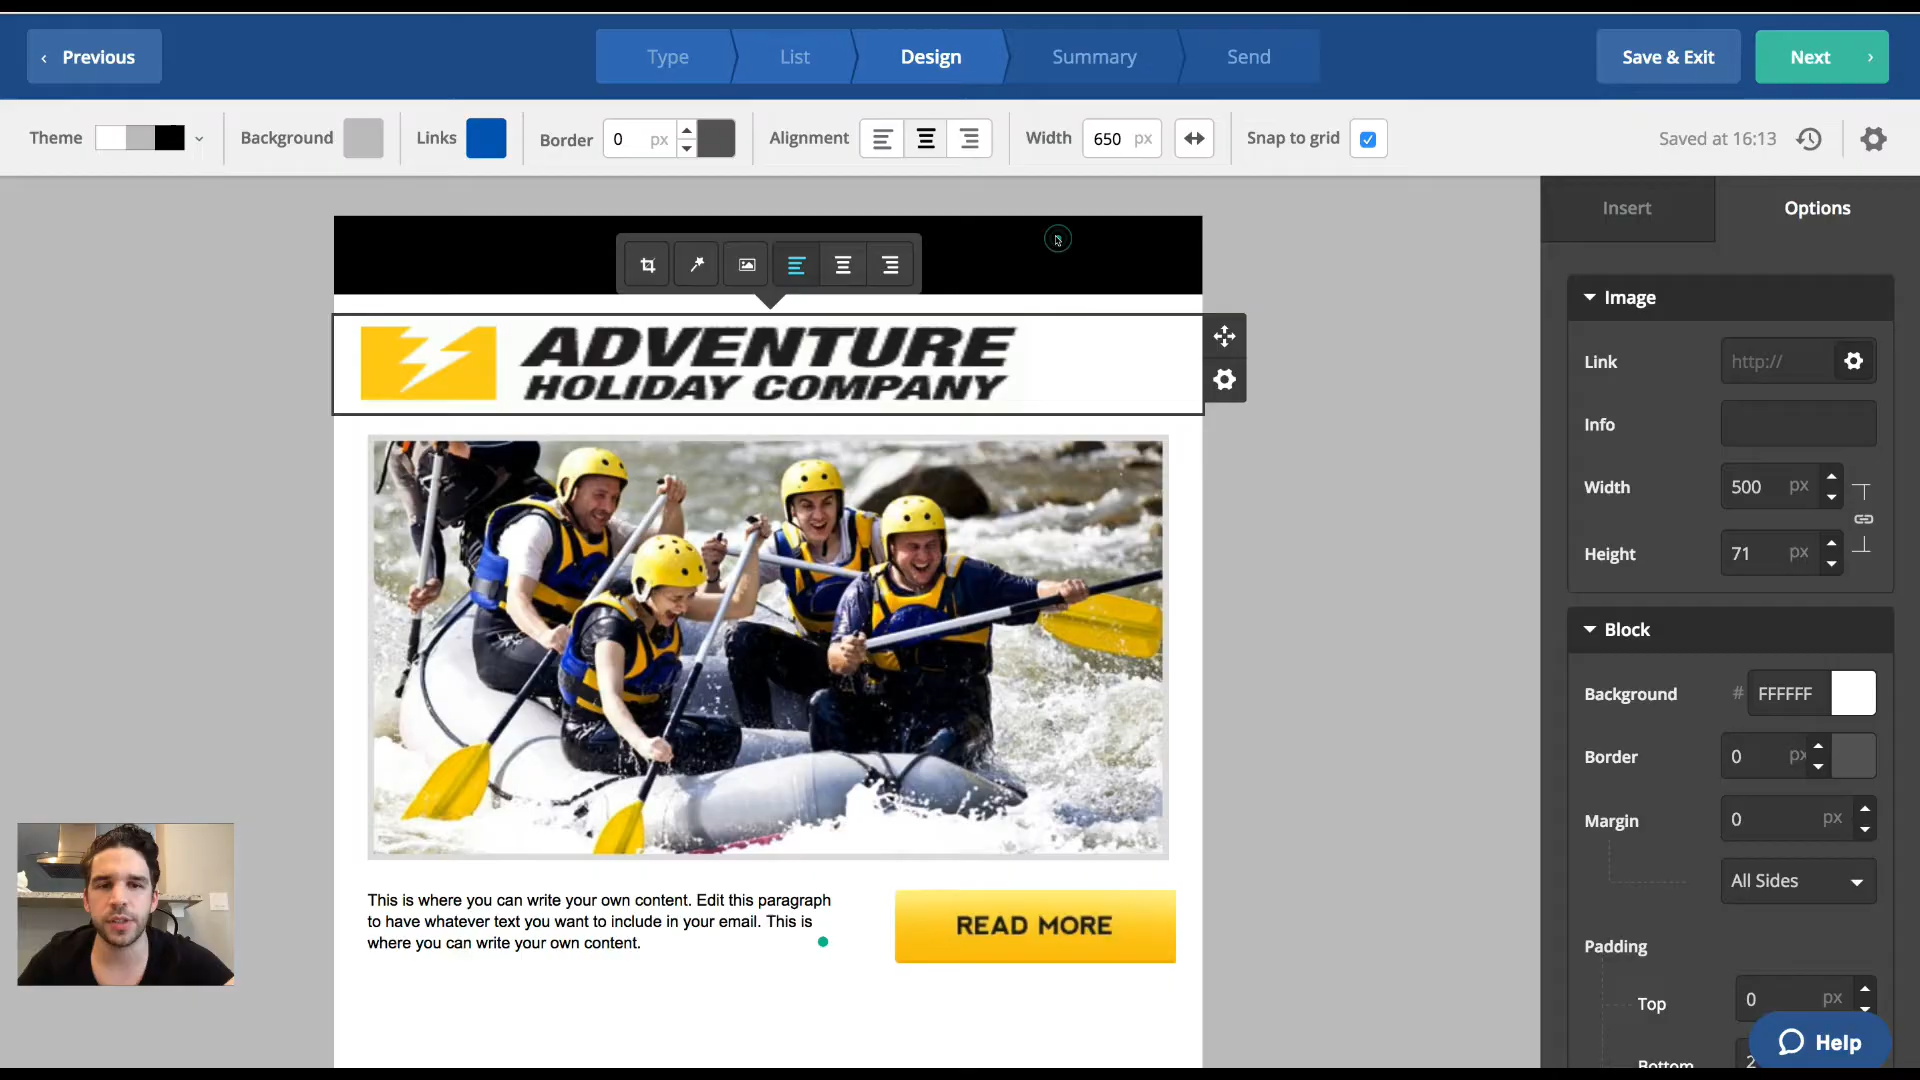 Previous
Type
List
Design
Summary
Send
Save & Exit
Next
Theme
Background
Links
Border
0 px
Alignment
Width
650 px
Snap to grid
Saved at 16:13
Insert
Options
ADVENTURE
HOLIDAY COMPANY
Image
Link
http://
Info
Width
500 px
Height
71 px
Block
Background
# FFFFFF
Border
0 px
Margin
0 px
All Sides
Padding
Top
0 px
Bottom
2
This is where you can write your own content. Edit this paragraph
to have whatever text you want to include in your email. This is
where you can write your own content.
READ MORE
Help